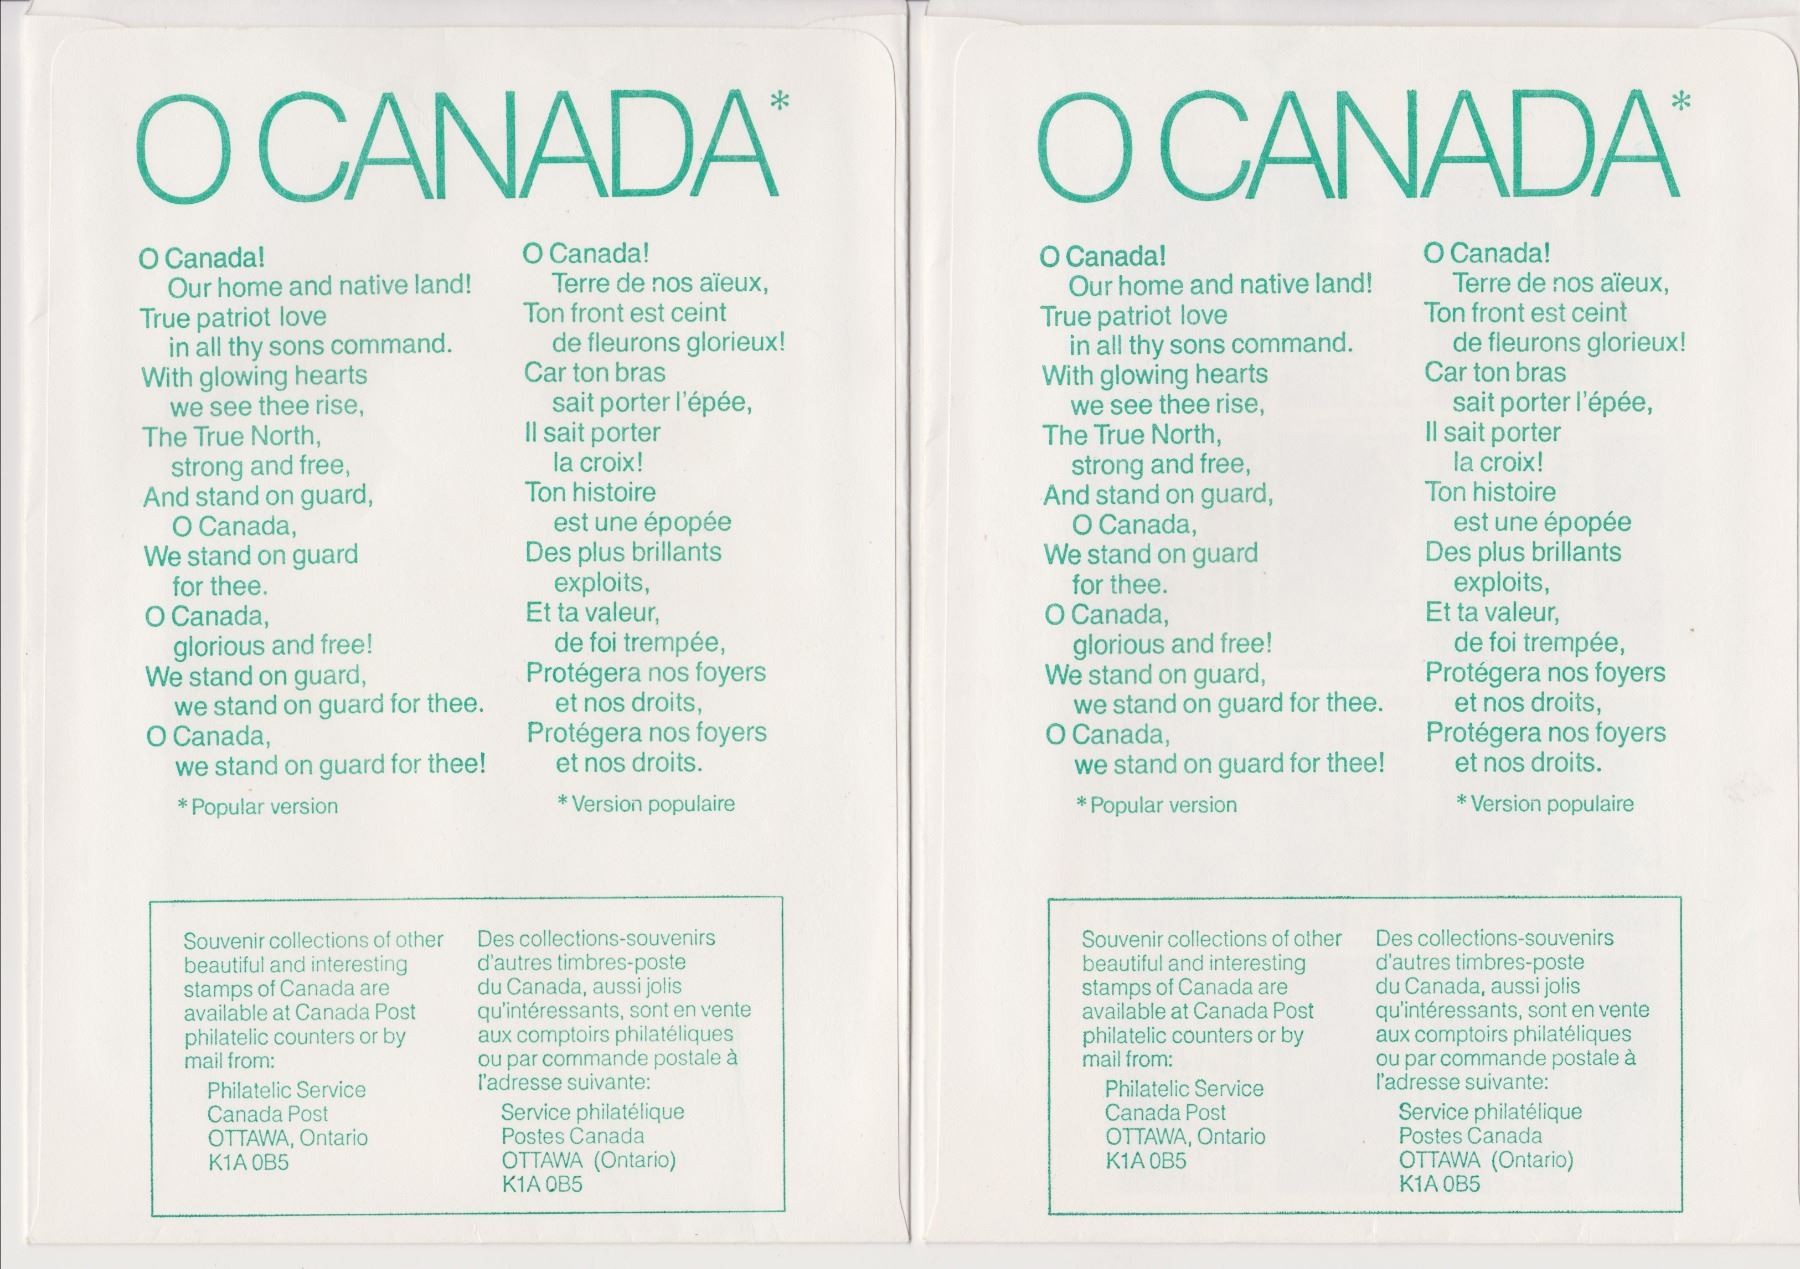 O CANADA*
O Canada!
Our home and native land!
True patriot love
in all thy sons command.
With glowing hearts
we see thee rise,
The True North,
strong and free,
And stand on guard,
O Canada,
We stand on guard
for thee.
O Canada,
glorious and free!
We stand on guard,
we stand on guard for thee.
O Canada,
we stand on guard for thee!
* Popular version
O Canada!
Terre de nos aïeux,
Ton front est ceint
de fleurons glorieux!
Car ton bras
sait porter l'épée,
Il sait porter
la croix!
Ton histoire
est une épopée
Des plus brillants
exploits,
Et ta valeur,
de foi trempée,
Protégera nos foyers
et nos droits,
Protégera nos foyers
et nos droits.
* Version populaire
Souvenir collections of other
beautiful and interesting
stamps of Canada are
available at Canada Post
philatelic counters or by
mail from:
Philatelic Service
Canada Post
OTTAWA, Ontario
K1A 0B5
Des collections-souvenirs
d'autres timbres-poste
du Canada, aussi jolis
qu'intéressants, sont en vente
aux comptoirs philatéliques
ou par commande postale à
l'adresse suivante:
Service philatélique
Postes Canada
OTTAWA (Ontario)
K1A 0B5
O CANADA*
O Canada!
Our home and native land!
True patriot love
in all thy sons command.
With glowing hearts
we see thee rise,
The True North,
strong and free,
And stand on guard,
O Canada,
We stand on guard
for thee.
O Canada,
glorious and free!
We stand on guard,
we stand on guard for thee.
O Canada,
we stand on guard for thee!
* Popular version
O Canada!
Terre de nos aïeux,
Ton front est ceint
de fleurons glorieux!
Car ton bras
sait porter l'épée,
Il sait porter
la croix!
Ton histoire
est une épopée
Des plus brillants
exploits,
Et ta valeur,
de foi trempée,
Protégera nos foyers
et nos droits,
Protégera nos foyers
et nos droits.
* Version populaire
Souvenir collections of other
beautiful and interesting
stamps of Canada are
available at Canada Post
philatelic counters or by
mail from:
Philatelic Service
Canada Post
OTTAWA, Ontario
K1A 0B5
Des collections-souvenirs
d'autres timbres-poste
du Canada, aussi jolis
qu'intéressants, sont en vente
aux comptoirs philatéliques
ou par commande postale à
l'adresse suivante:
Service philatélique
Postes Canada
OTTAWA (Ontario)
K1A 0B5